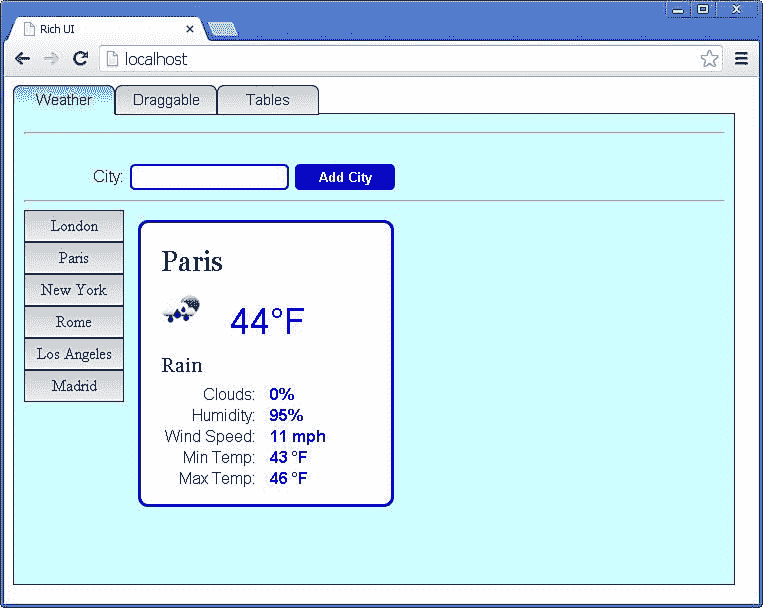 Rich UI
localhost
Weather Draggable Tables
City: Add City
London
Paris
New York
Rome
Los Angeles
Madrid
Paris
44°F
Rain
Clouds: 0%
Humidity: 95%
Wind Speed: 11 mph
Min Temp: 43 °F
Max Temp: 46 °F